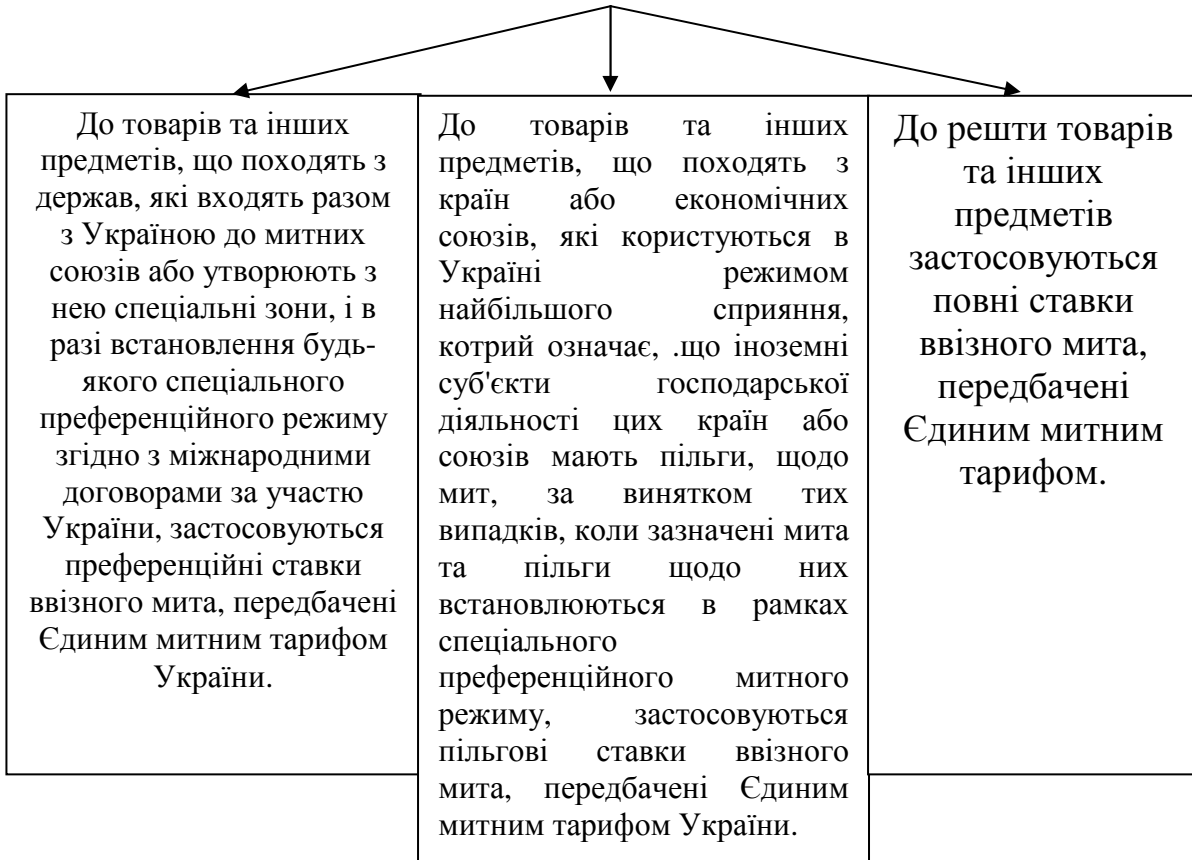 До товарів та інших
предметів, що походять з
держав, які входять разом
з Україною до митних
союзів або утворюють з
нею спеціальні зони, і в
разі встановлення будь-
якого спеціального
преференційного режиму
згідно з міжнародними
договорами за участю
України, застосовуються
преференційні ставки
ввізного мита, передбачені
Єдиним митним тарифом
України.
До товарів та інших
предметів, що походять з
країн або економічних
союзів, які користуються в
Україні режимом
найбільшого сприяння,
котрий означає, .що іноземні
суб'єкти господарської
діяльності цих країн або
союзів мають пільги, щодо
мит, за винятком тих
випадків, коли зазначені мита
та пільги щодо них
встановлюються в рамках
спеціального
преференційного митного
режиму, застосовуються
пільгові ставки ввізного
мита, передбачені Єдиним
митним тарифом України.
До решти товарів
та інших
предметів
застосовуються
повні ставки
ввізного мита,
передбачені
Єдиним митним
тарифом.